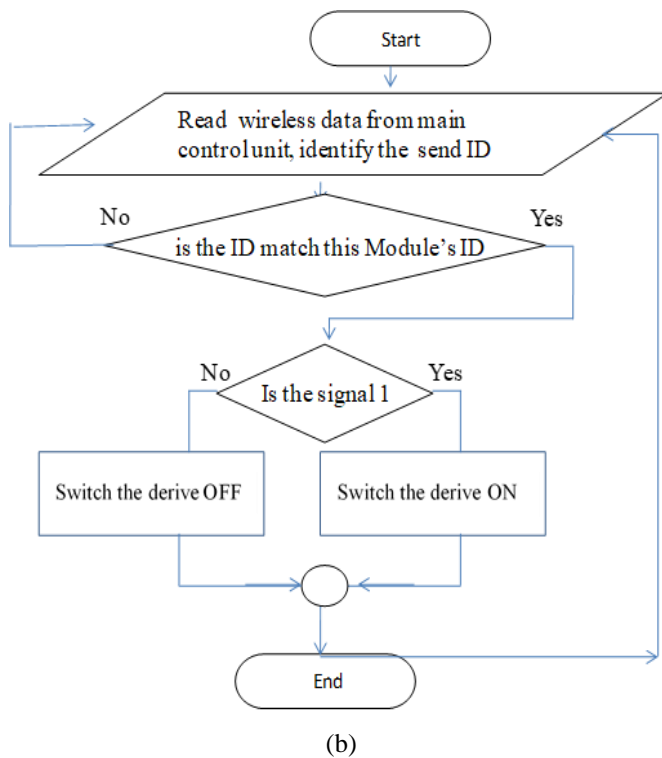 Start
Read wireless data from main
control unit, identify the send ID
No
Yes
is the ID match this Module's ID
No
Yes
Is the signal 1
Switch the derive OFF
Switch the derive ON
End
(b)